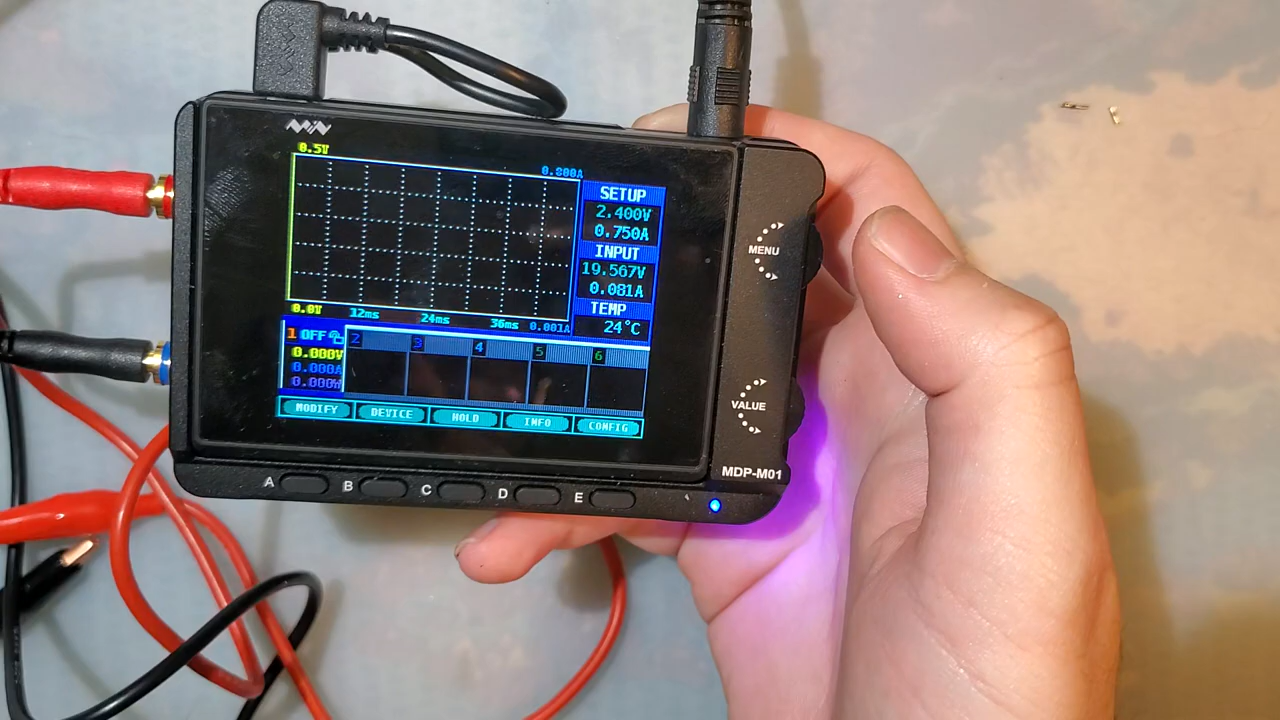 0.5V
0.800A
SETUP
2.400V
0.750A
INPUT
19.567V
0.081A
TEMP
24°C
0.0V 12ms 24ms 36ms 0.001A
1 OFF 2 3 4 5 6
0.000V
0.000A
0.000W
MODIFY DEVICE HOLD INFO CONFIG
MENU
VALUE
MDP-M01
A B C D E